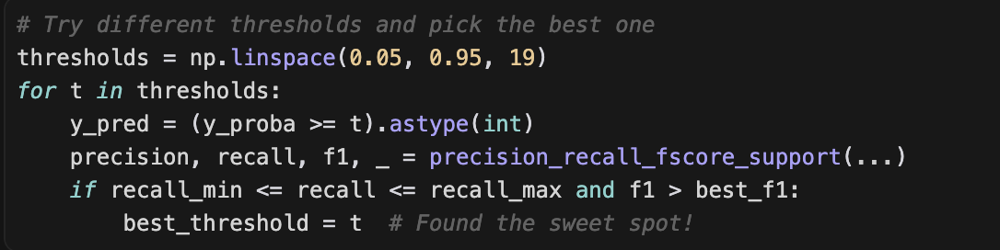 # Try different thresholds and pick the best one
thresholds = np.linspace(0.05, 0.95, 19)
for t in thresholds:
    y_pred = (y_proba >= t).astype(int)
    precision, recall, f1, _ = precision_recall_fscore_support(...)
    if recall_min <= recall <= recall_max and f1 > best_f1:
        best_threshold = t  # Found the sweet spot!